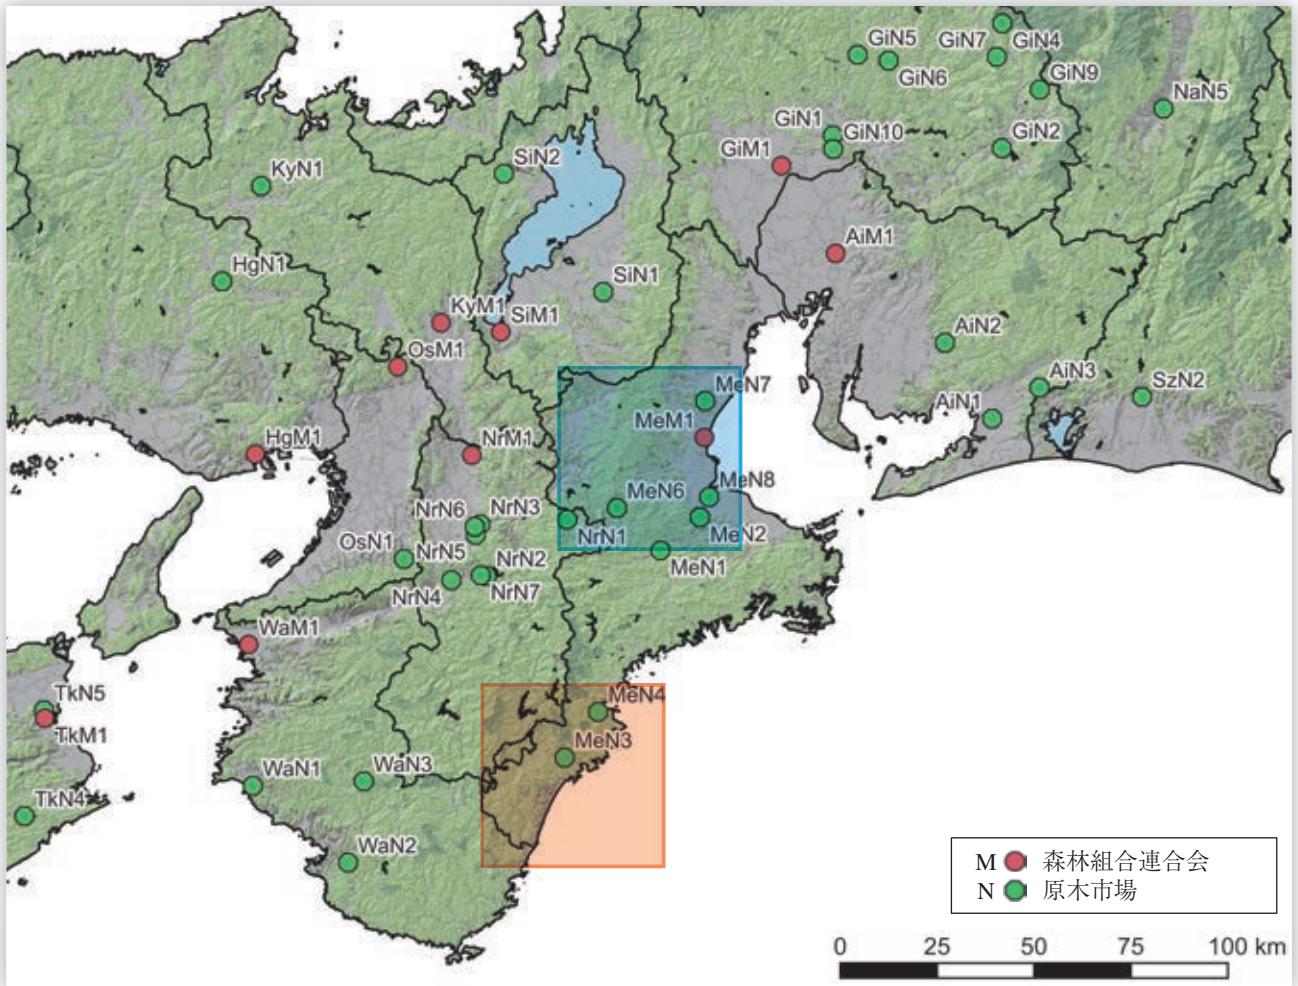 GiN5
GiN7
GiN4
GiN6
GiN9
NaN5
GiN1
GiN10
GiN2
GiM1
SiN2
KyN1
AiM1
HgN1
SiN1
KyM1
SiM1
OsM1
AiN2
AiN3
SzN2
MeN7
AiN1
MeM1
HgM1
NrM1
MeN8
MeN6
NrN6
NrN3
NrN1
MeN2
OsN1
NrN5
NrN2
MeN1
NrN4
NrN7
WaM1
TkN5
MeN4
TkM1
MeN3
WaN1
WaN3
TkN4
WaN2
M 森林組合連合会
N 原木市場
0 25 50 75 100 km